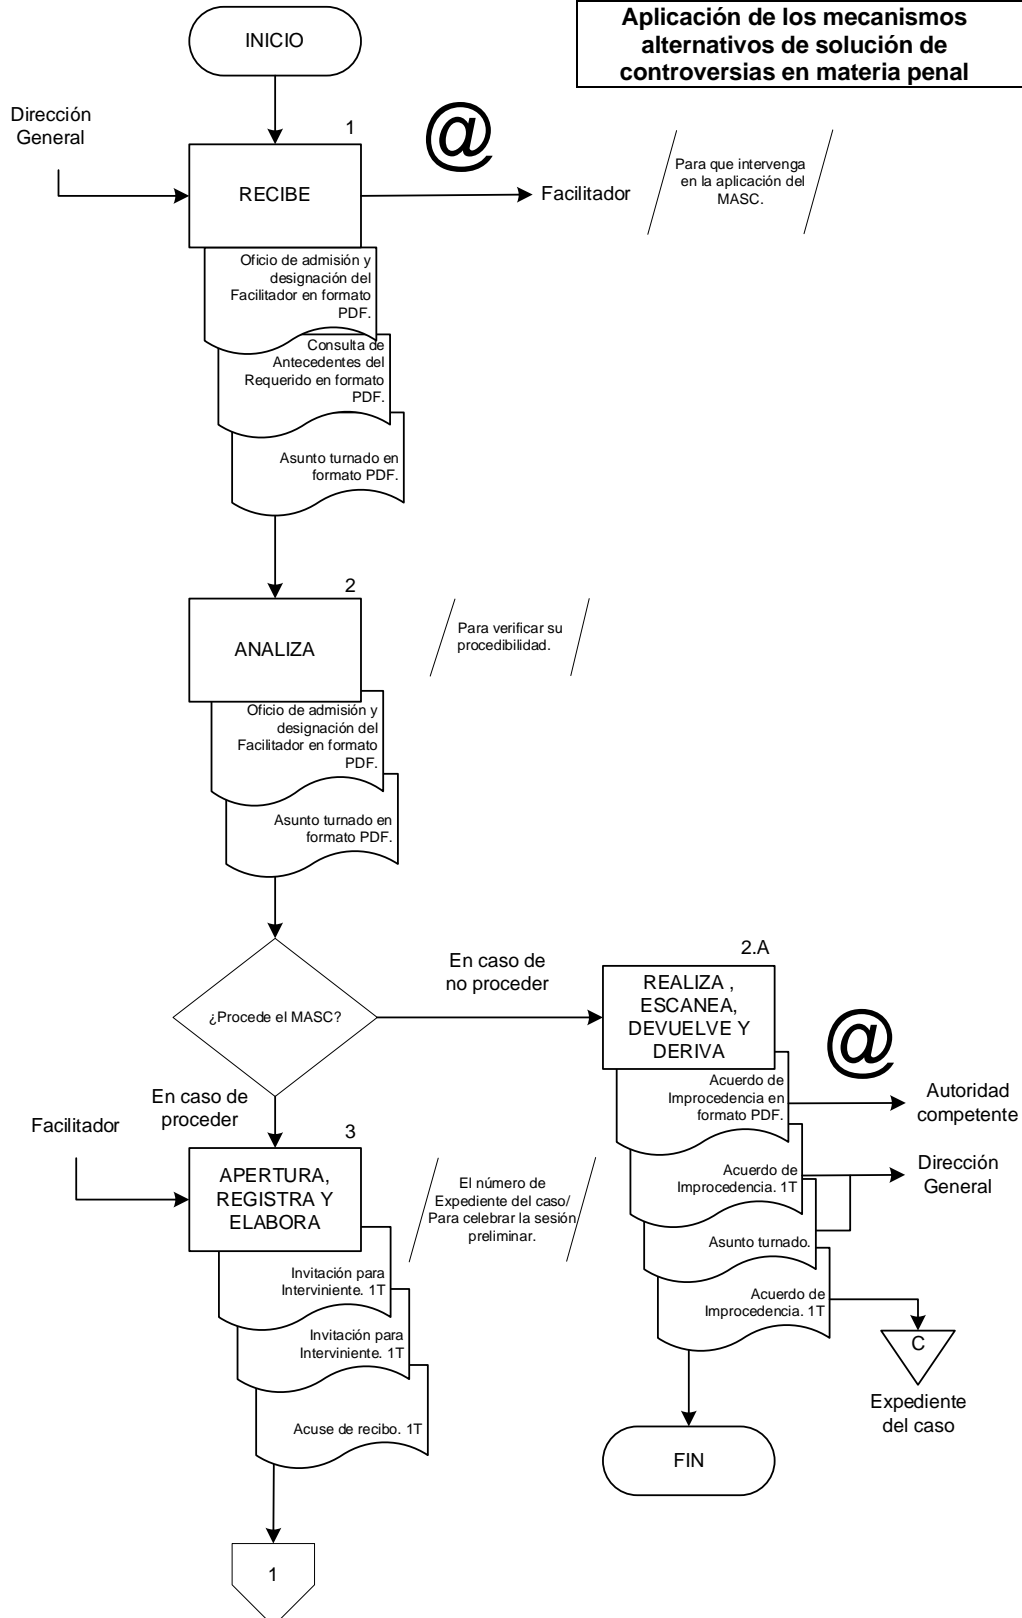 Aplicación de los mecanismos
alternativos de solución de
controversias en materia penal
INICIO
Dirección
General
1
@
RECIBE
Facilitador
Para que intervenga
en la aplicación del
MASC.
Oficio de admisión y
designación del
Facilitador en formato
PDF.
Consulta de
Antecedentes del
Requerido en formato
PDF.
Asunto turnado en
formato PDF.
2
ANALIZA
Para verificar su
procedibilidad.
Oficio de admisión y
designación del
Facilitador en formato
PDF.
Asunto turnado en
formato PDF.
¿Procede el MASC?
En caso de
no proceder
2.A
REALIZA ,
ESCANEA,
DEVUELVE Y
DERIVA
@
Acuerdo de
Improcedencia en
formato PDF.
Autoridad
competente
Acuerdo de
Improcedencia. 1T
Dirección
General
Asunto turnado.
Acuerdo de
Improcedencia. 1T
C
Expediente
del caso
FIN
En caso de
proceder
Facilitador
3
APERTURA,
REGISTRA Y
ELABORA
El número de
Expediente del caso/
Para celebrar la sesión
preliminar.
Invitación para
Interviniente. 1T
Invitación para
Interviniente. 1T
Acuse de recibo. 1T
1